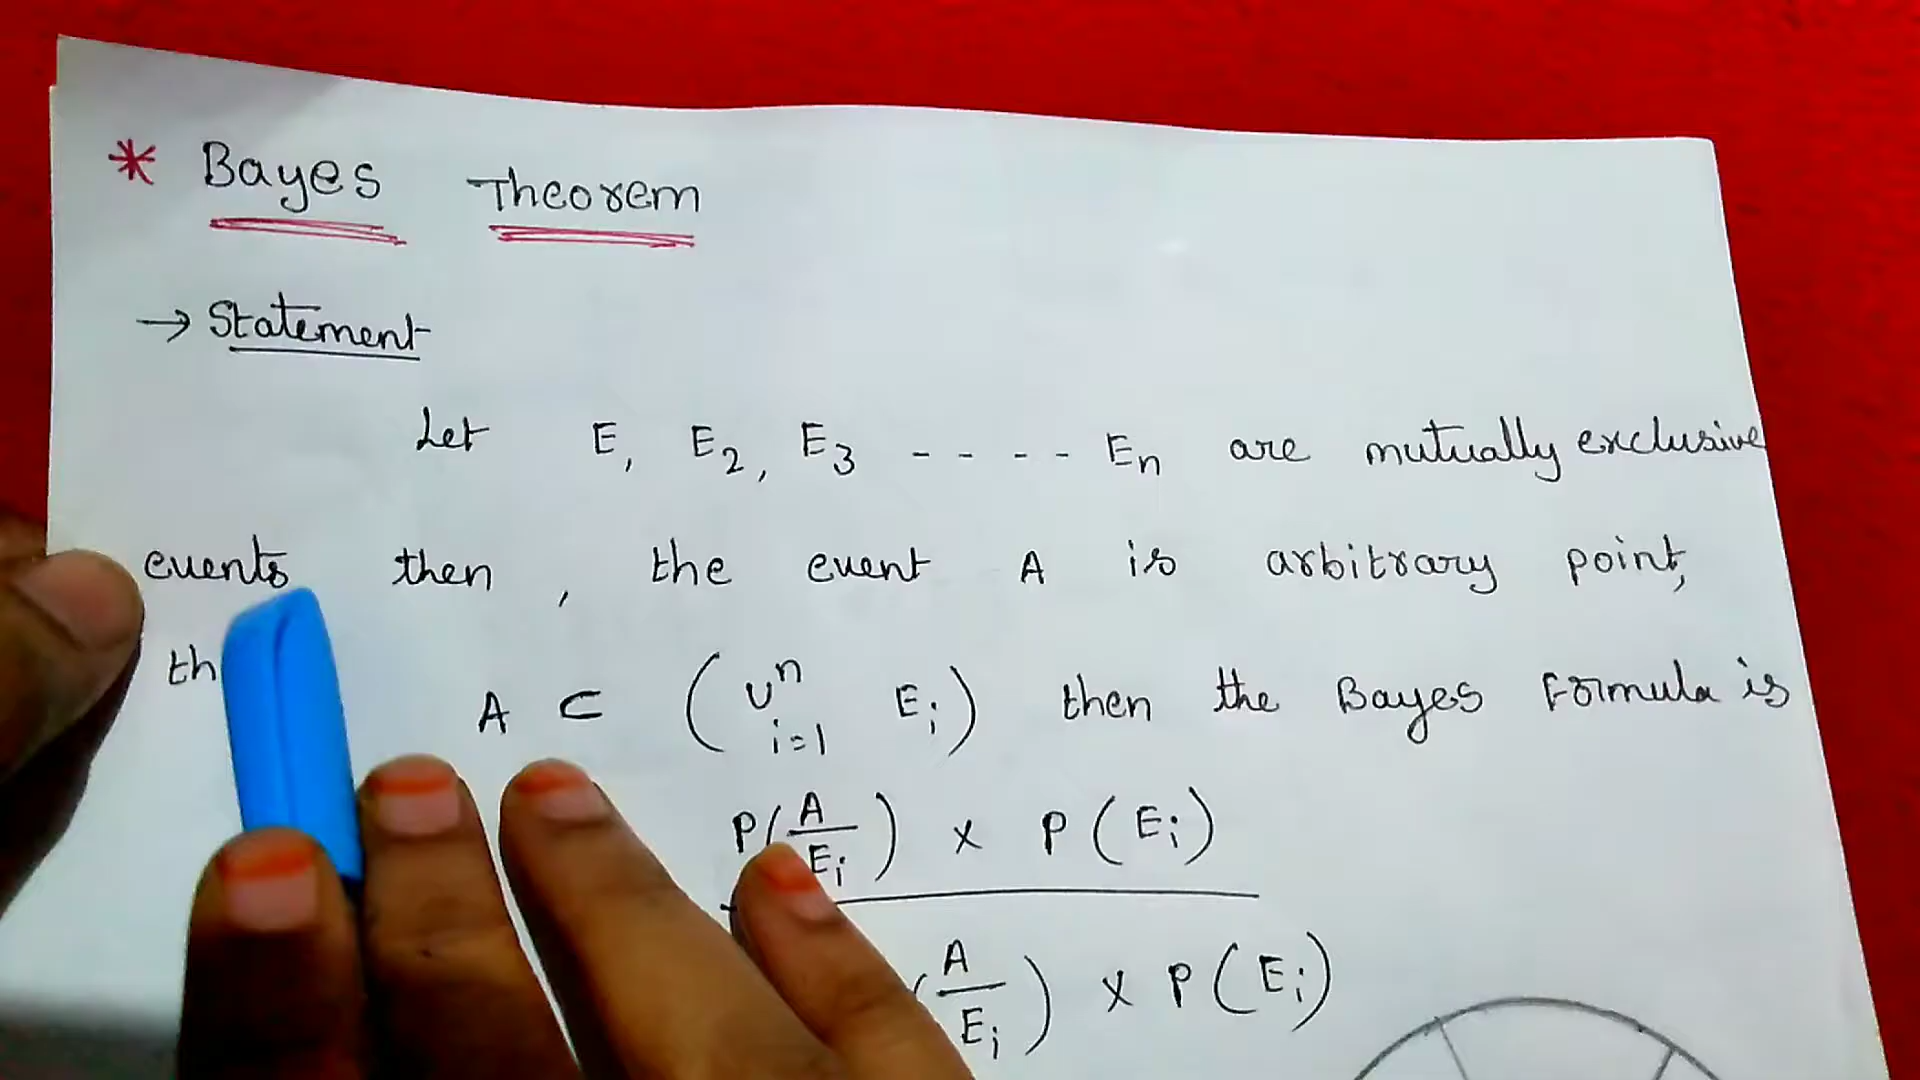 * Bayes Theorem
→ Statement
Let E, E2, E3 ---- En are mutually exclusive
events then, the event A is arbitrary point,
A ⊂ (∪ⁿᵢ₌₁ Eᵢ) then the Bayes Formula is
P(A/Eᵢ) x P(Eᵢ)
(A/Eᵢ) x P(Eᵢ)